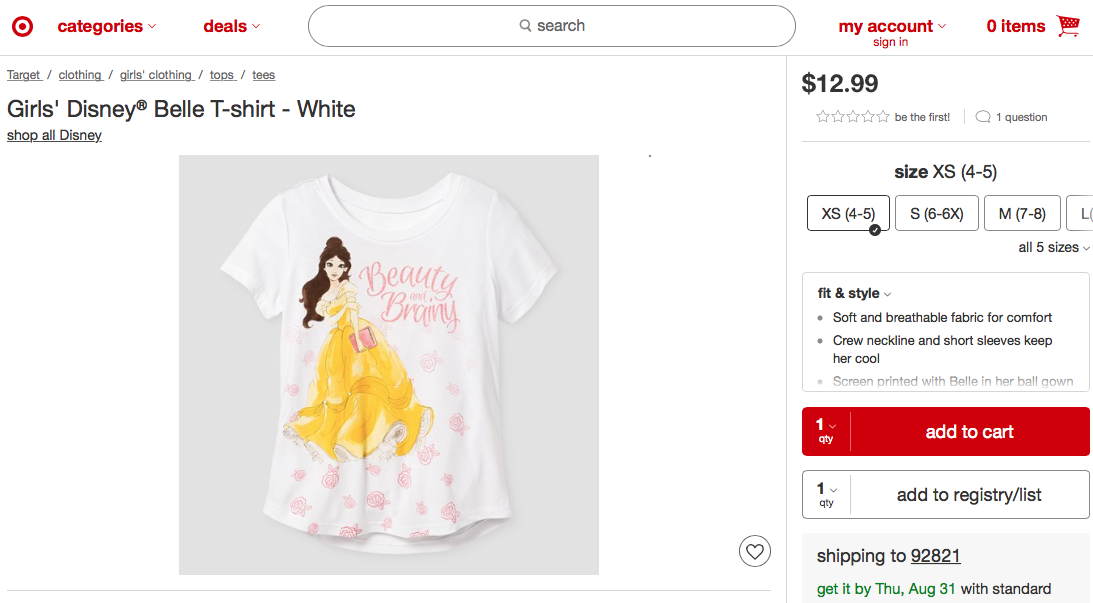 categories
deals
search
my account
sign in
0 items
Target / clothing / girls' clothing / tops / tees
Girls' Disney® Belle T-shirt - White
shop all Disney
Beauty
and
Brainy
$12.99
be the first!
1 question
size XS (4-5)
XS (4-5)
S (6-6X)
M (7-8)
L(
all 5 sizes
fit & style
Soft and breathable fabric for comfort
Crew neckline and short sleeves keep
her cool
Screen printed with Belle in her ball gown
1
qty
add to cart
1
qty
add to registry/list
shipping to 92821
get it by Thu, Aug 31 with standard